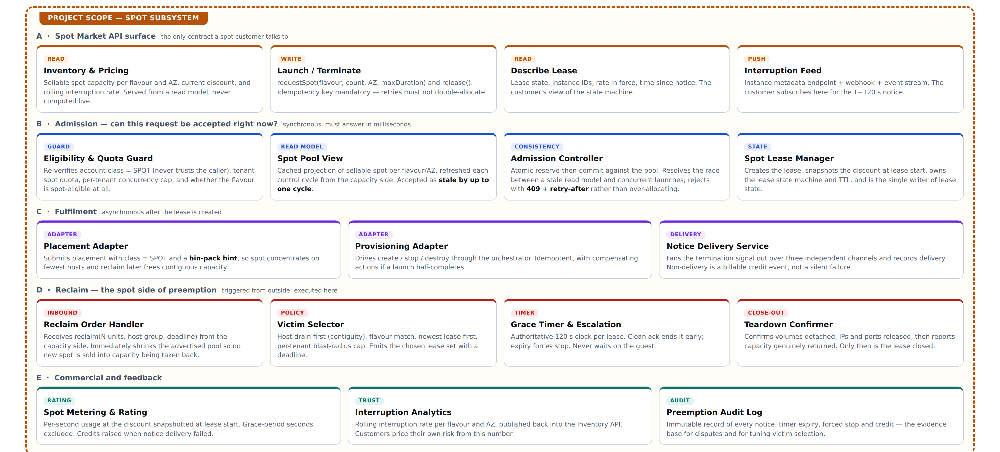 PROJECT SCOPE — SPOT SUBSYSTEM
A · Spot Market API surface the only contract a spot customer talks to
READ
Inventory & Pricing
Sellable spot capacity per flavour and AZ, current discount, and
rolling interruption rate. Served from a read model, never
computed live.
WRITE
Launch / Terminate
requestSpot(flavour, count, AZ, maxDuration) and release().
Idempotency key mandatory — retries must not double-allocate.
READ
Describe Lease
Lease state, instance IDs, rate in force, time since notice. The
customer's view of the state machine.
PUSH
Interruption Feed
Instance metadata endpoint + webhook + event stream. The
customer subscribes here for the T−120 s notice.
B · Admission — can this request be accepted right now? synchronous, must answer in milliseconds
GUARD
Eligibility & Quota Guard
Re-verifies account class = SPOT (never trusts the caller), tenant
spot quota, per-tenant concurrency cap, and whether the flavour
is spot-eligible at all.
READ MODEL
Spot Pool View
Cached projection of sellable spot per flavour/AZ, refreshed each
control cycle from the capacity side. Accepted as stale by up to
one cycle.
CONSISTENCY
Admission Controller
Atomic reserve-then-commit against the pool. Resolves the race
between a stale read model and concurrent launches; rejects
with 409 + retry-after rather than over-allocating.
STATE
Spot Lease Manager
Creates the lease, snapshots the discount at lease start, owns
the lease state machine and TTL, and is the single writer of lease
state.
C · Fulfilment asynchronous after the lease is created
ADAPTER
Placement Adapter
Submits placement with class = SPOT and a bin-pack hint, so spot concentrates on
fewest hosts and reclaim later frees contiguous capacity.
ADAPTER
Provisioning Adapter
Drives create / stop / destroy through the orchestrator. Idempotent, with compensating
actions if a launch half-completes.
DELIVERY
Notice Delivery Service
Fans the termination signal out over three independent channels and records delivery.
Non-delivery is a billable credit event, not a silent failure.
D · Reclaim — the spot side of preemption triggered from outside; executed here
INBOUND
Reclaim Order Handler
Receives reclaim(N units, host-group, deadline) from the
capacity side. Immediately shrinks the advertised pool so no
new spot is sold into capacity being taken back.
POLICY
Victim Selector
Host-drain first (contiguity), flavour match, newest lease first,
per-tenant blast-radius cap. Emits the chosen lease set with a
deadline.
TIMER
Grace Timer & Escalation
Authoritative 120 s clock per lease. Clean ack ends it early;
expiry forces stop. Never waits on the guest.
CLOSE-OUT
Teardown Confirmer
Confirms volumes detached, IPs and ports released, then reports
capacity genuinely returned. Only then is the lease closed.
E · Commercial and feedback
RATING
Spot Metering & Rating
Per-second usage at the discount snapshotted at lease start. Grace-period seconds
excluded. Credits raised when notice delivery failed.
TRUST
Interruption Analytics
Rolling interruption rate per flavour and AZ, published back into the Inventory API.
Customers price their own risk from this number.
AUDIT
Preemption Audit Log
Immutable record of every notice, timer expiry, forced stop and credit — the evidence
base for disputes and for tuning victim selection.